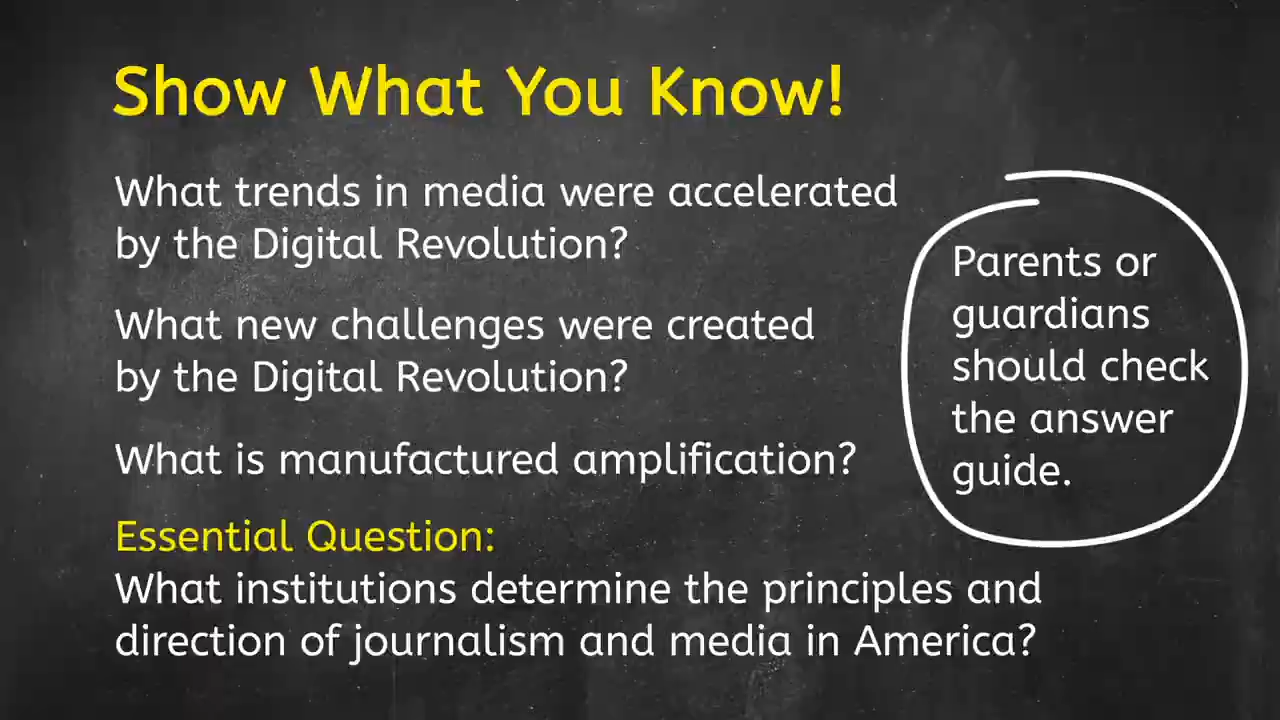 Show What You Know!
What trends in media were accelerated
by the Digital Revolution?
What new challenges were created
by the Digital Revolution?
What is manufactured amplification?
Essential Question:
What institutions determine the principles and
direction of journalism and media in America?
Parents or
guardians
should check
the answer
guide.